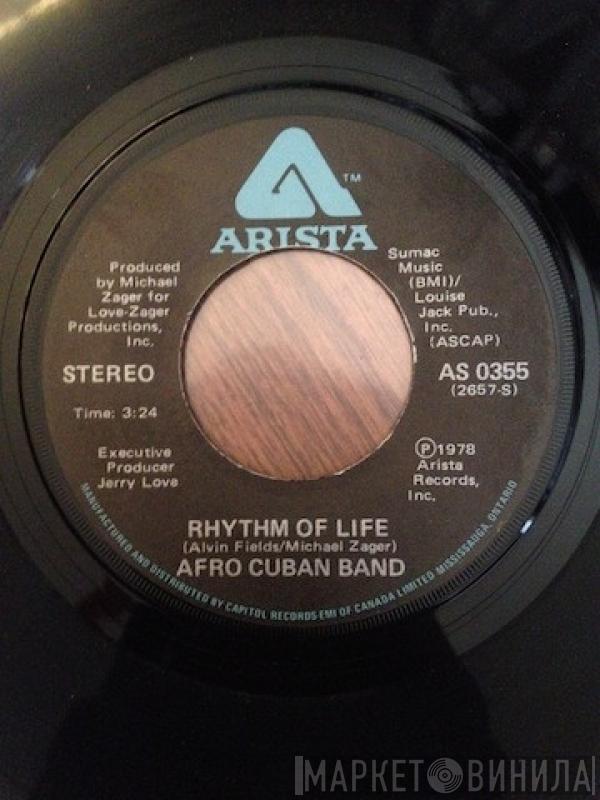 TM
ARISTA
Produced
by Michael
Zager for
Love-Zager
Productions,
Inc.
Sumac
Music
(BMI)/
Louise
Jack Pub.,
Inc.
(ASCAP)
STEREO
AS 0355
(2657-S)
Time: 3:24
Executive
Producer
Jerry Love
Ⓟ1978
Arista
Records,
Inc.
RHYTHM OF LIFE
(Alvin Fields/Michael Zager)
AFRO CUBAN BAND
MANUFACTURED AND DISTRIBUTED BY CAPITOL RECORDS-EMI OF CANADA LIMITED MISSISSAUGA, ONTARIO
МАРКЕТ ВИНИЛА